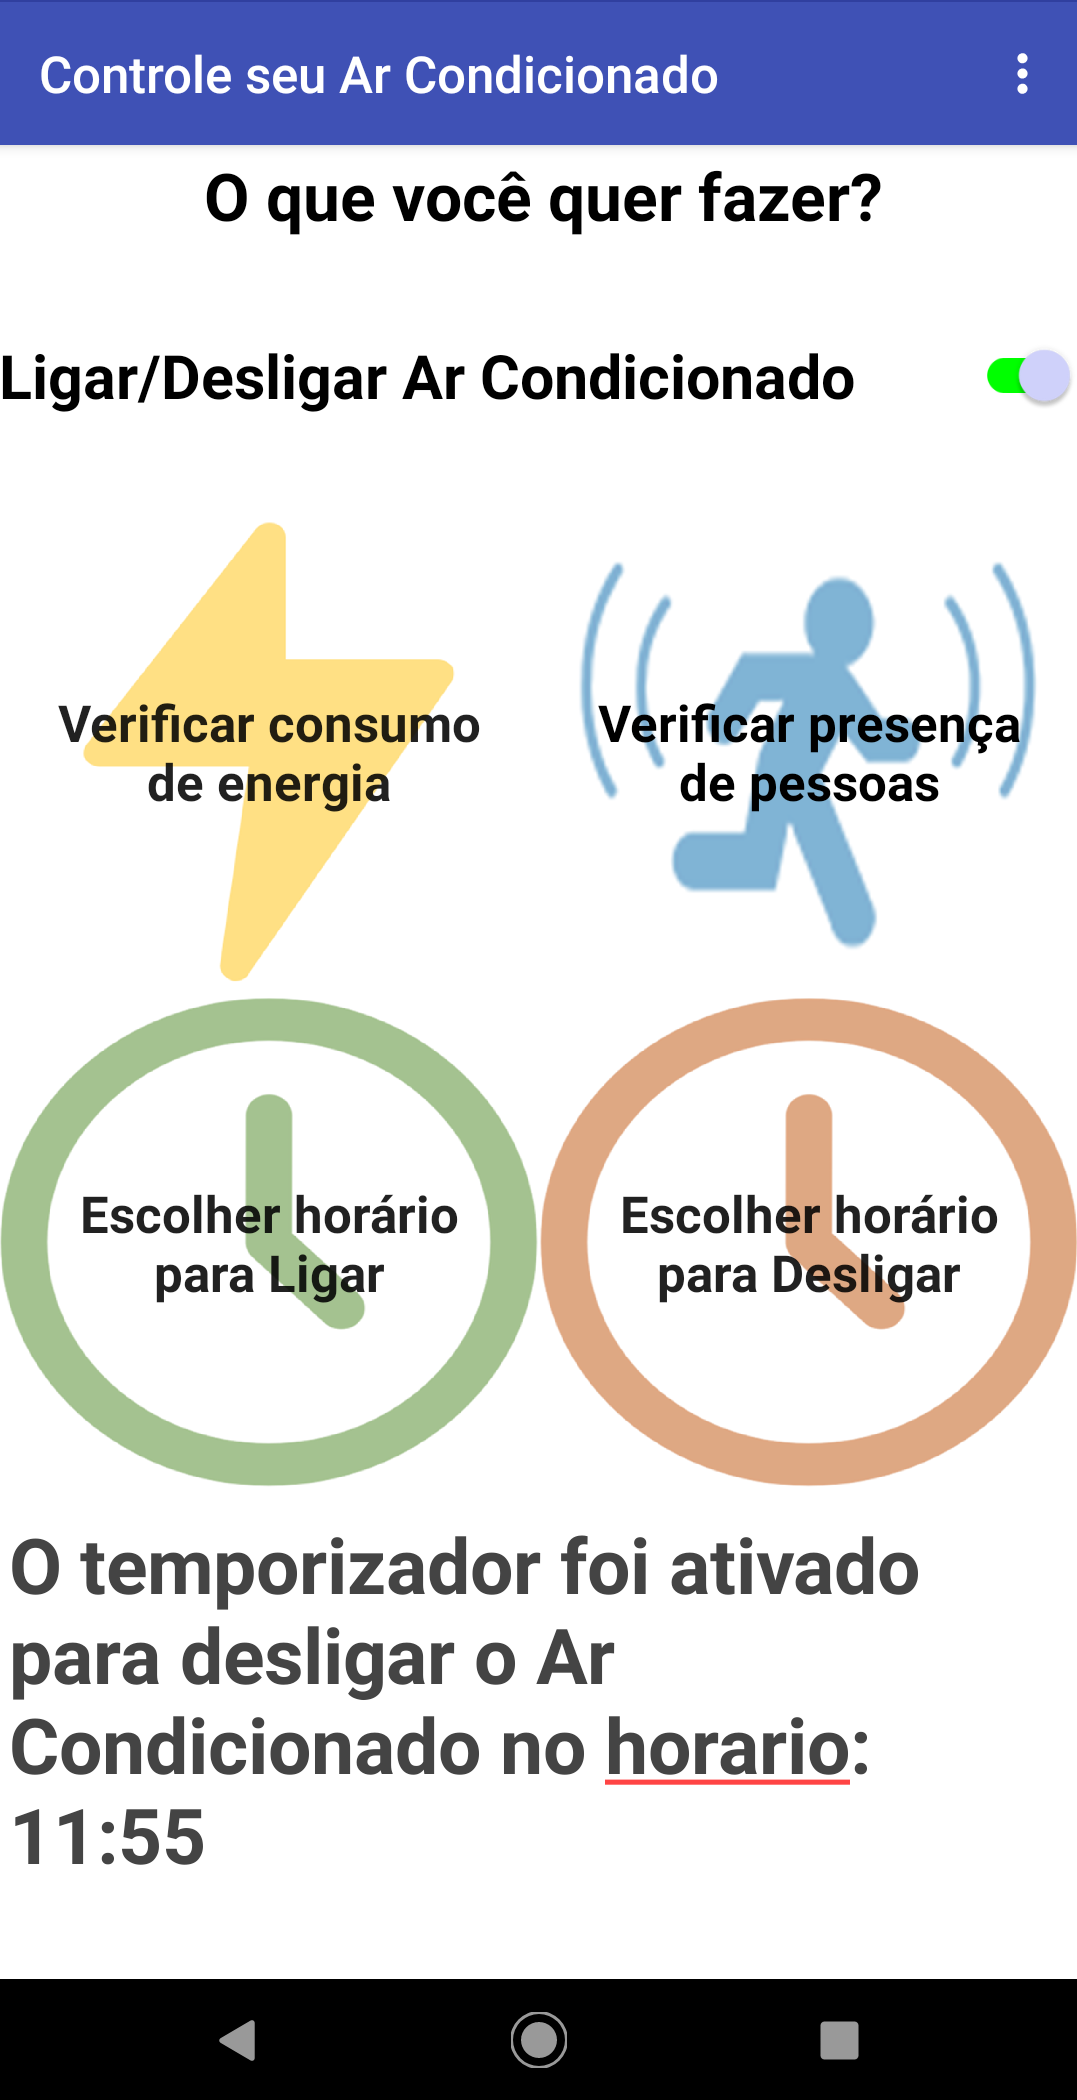 Controle seu Ar Condicionado
O que você quer fazer?
Ligar/Desligar Ar Condicionado
Verificar consumo
de energia
Verificar presença
de pessoas
Escolher horário
para Ligar
Escolher horário
para Desligar
O temporizador foi ativado
para desligar o Ar
Condicionado no horario:
11:55